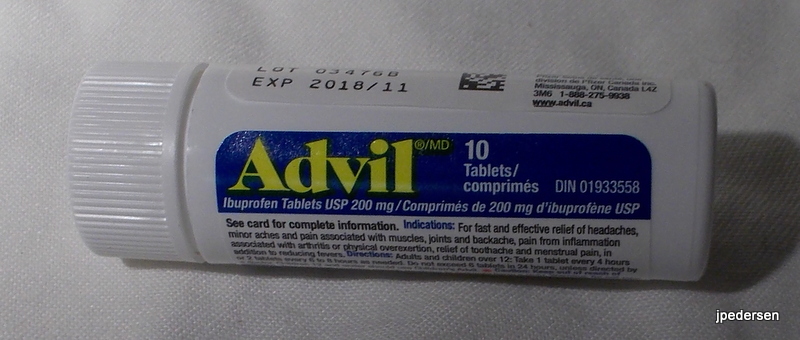 LOT 03476B
EXP 2018/11
division de Pfizer Canada Inc.
Mississauga, ON, Canada L4Z
3M6 1-888-275-9938
www.advil.ca
Advil®/MD
10
Tablets/
comprimés
DIN 01933558
Ibuprofen Tablets USP 200 mg/Comprimés de 200 mg d'ibuprofène USP
See card for complete information. Indications: For fast and effective relief of headaches,
minor aches and pain associated with muscles, joints and backache, pain from inflammation
associated with arthritis or physical overexertion, relief of toothache and menstrual pain, in
addition to reducing fevers. Directions: Adults and children over 12: Take 1 tablet every 4 hours
or 2 tablets every 6 to 8 hours as needed. Do not exceed 6 tablets in 24 hours, unless directed by
jpedersen